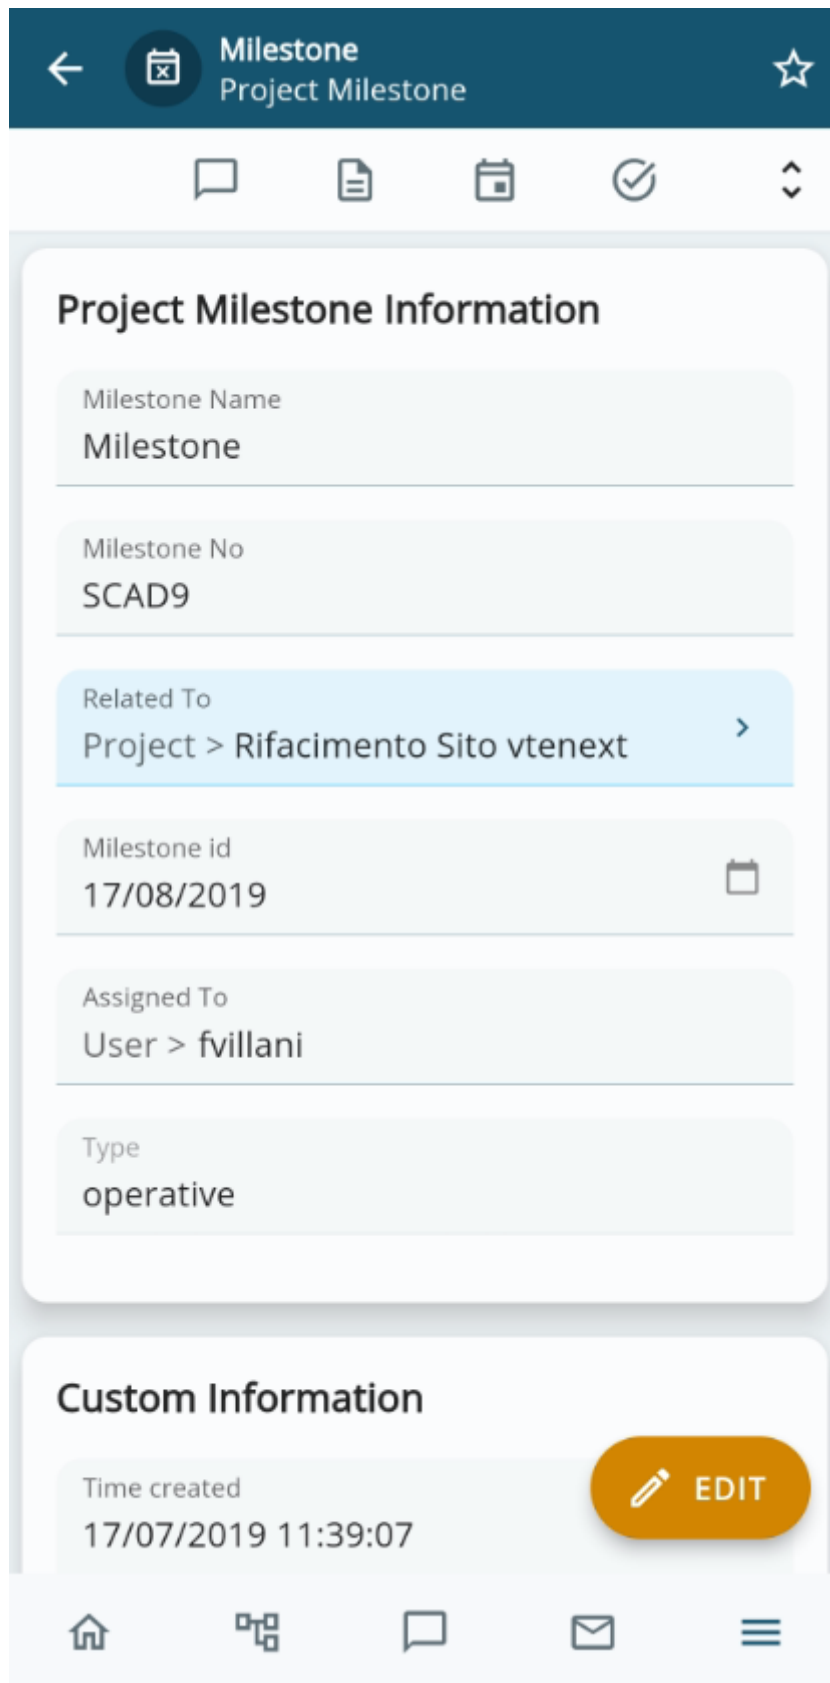 Milestone
Project Milestone
Project Milestone Information
Milestone Name
Milestone
Milestone No
SCAD9
Related To
Project > Rifacimento Sito vtenext
Milestone id
17/08/2019
Assigned To
User > fvillani
Type
operative
Custom Information
Time created
17/07/2019 11:39:07
EDIT